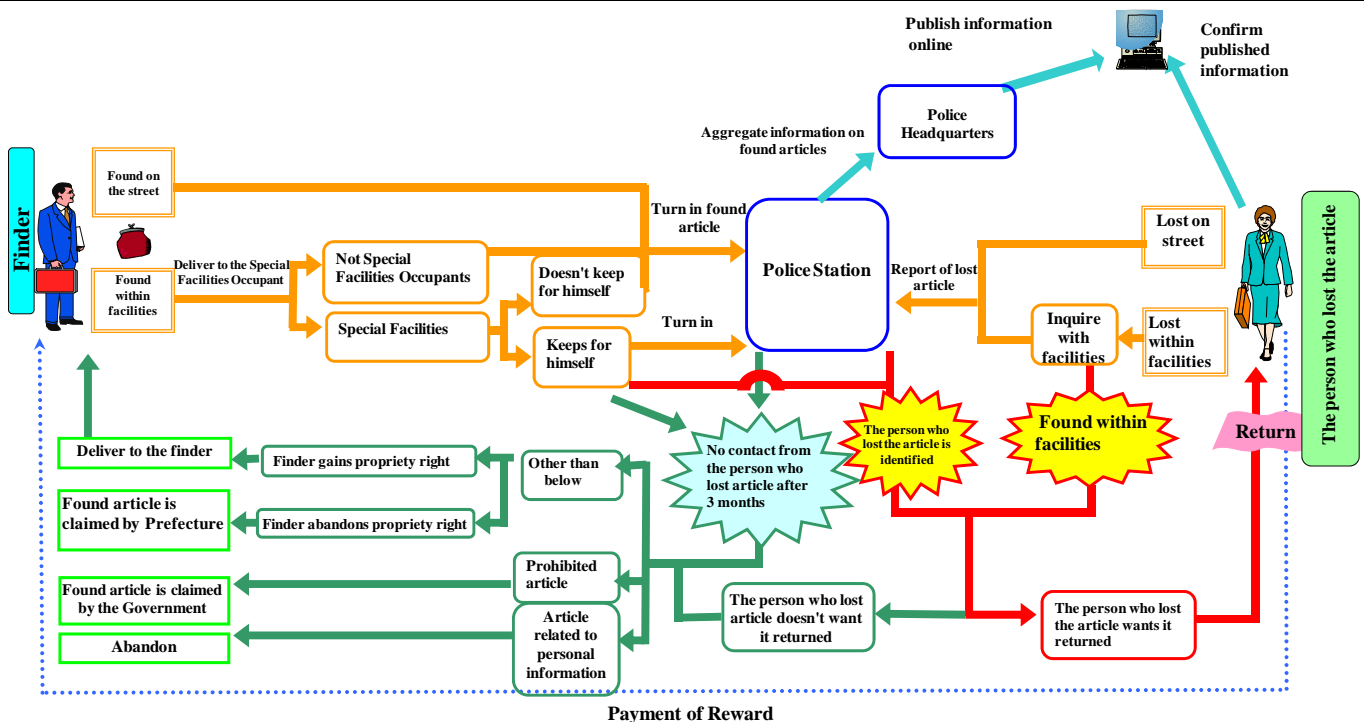 Publish information
online
Confirm
published
information
Police
Headquarters
Aggregate information on
found articles
Finder
Found on
the street
Turn in found
article
Police Station
Lost on
street
The person who lost the article
Deliver to the Special
Facilities Occupant
Not Special
Facilities Occupants
Doesn't keep
for himself
Report of lost
article
Found
within
facilities
Special Facilities
Turn in
Keeps for
himself
Inquire
with
facilities
Lost
within
facilities
No contact from
the person who
lost article after
3 months
The person who
lost the article is
identified
Found within
facilities
Return
Deliver to the finder
Finder gains propriety right
Other than
below
Found article is
claimed by Prefecture
Finder abandons propriety right
Prohibited
article
Found article is claimed
by the Government
Abandon
Article
related to
personal
information
The person who lost
article doesn't want
it returned
The person who lost
the article wants it
returned
Payment of Reward